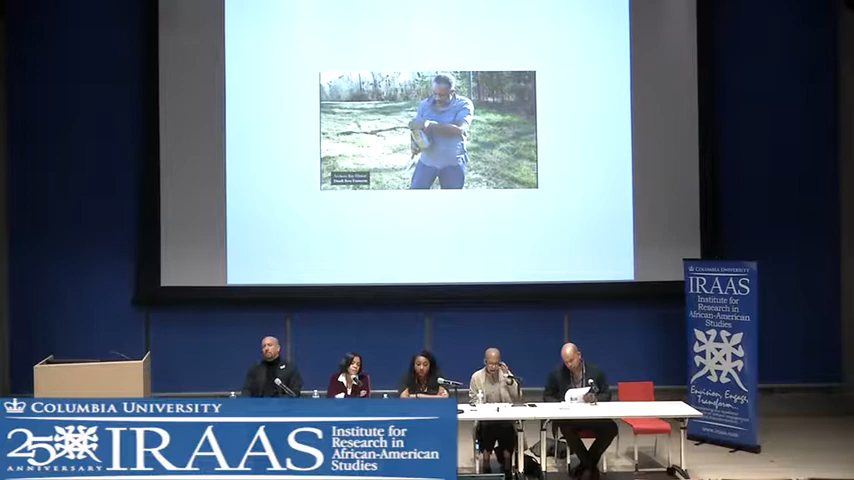 COLUMBIA UNIVERSITY
IRAAS
Institute for
Research in
African-American
Studies
Envision, Engage,
Transform
COLUMBIA UNIVERSITY
25
ANNIVERSARY
IRAAS
Institute for
Research in
African-American
Studies